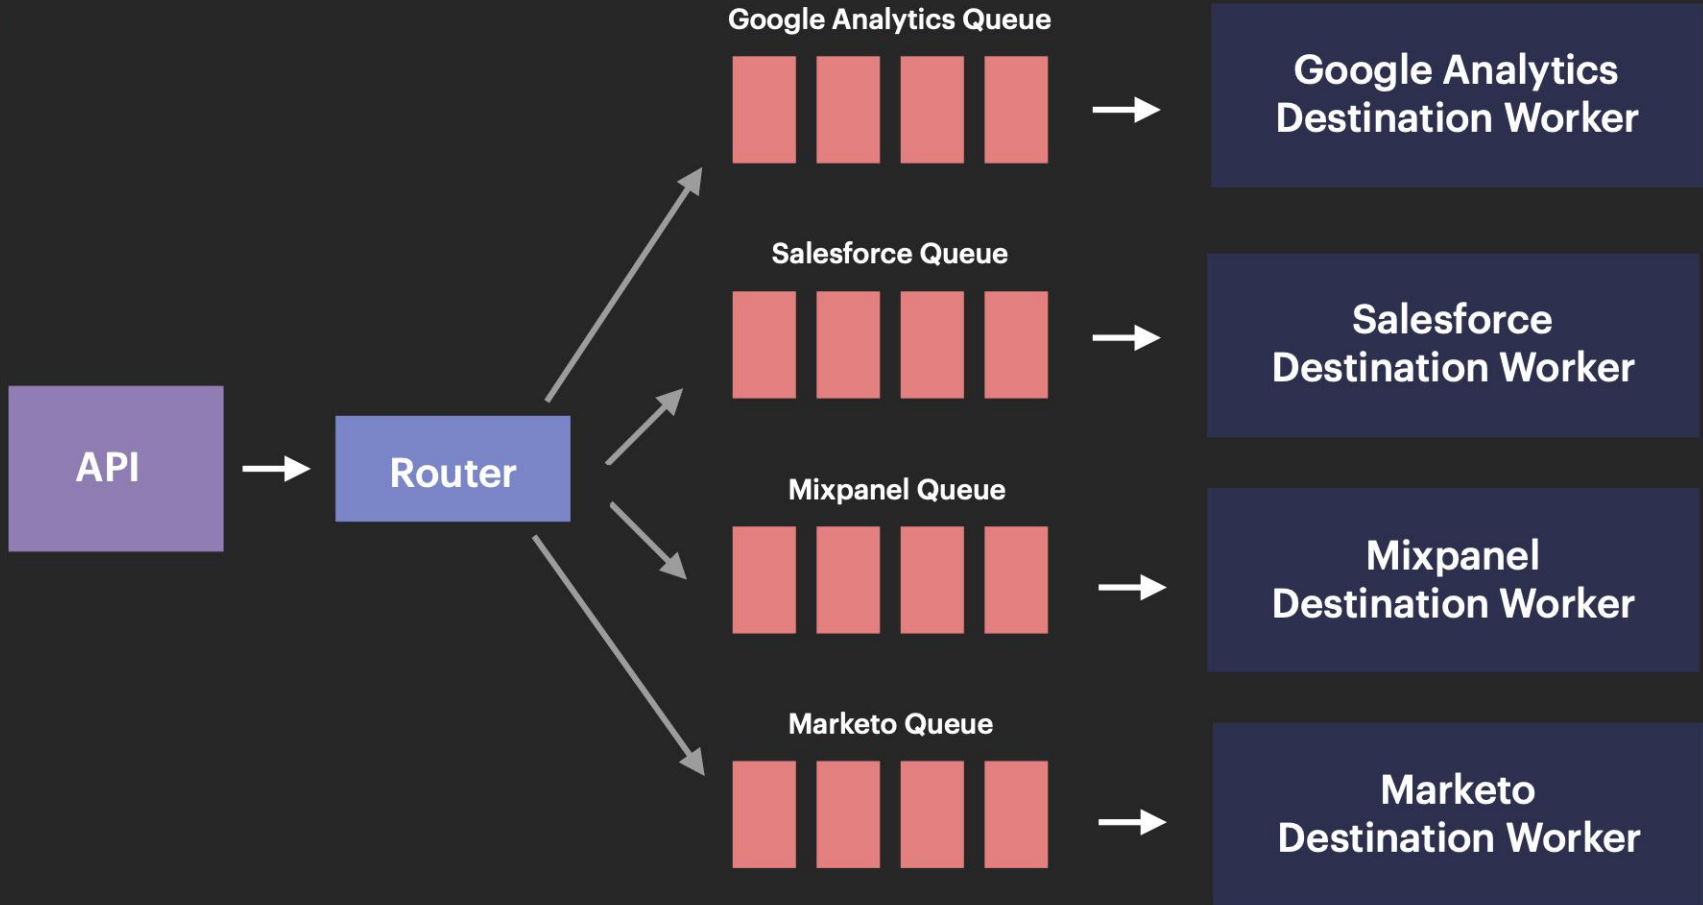 Google Analytics Queue
Google Analytics
Destination Worker
Salesforce Queue
Salesforce
Destination Worker
API
Router
Mixpanel Queue
Mixpanel
Destination Worker
Marketo Queue
Marketo
Destination Worker